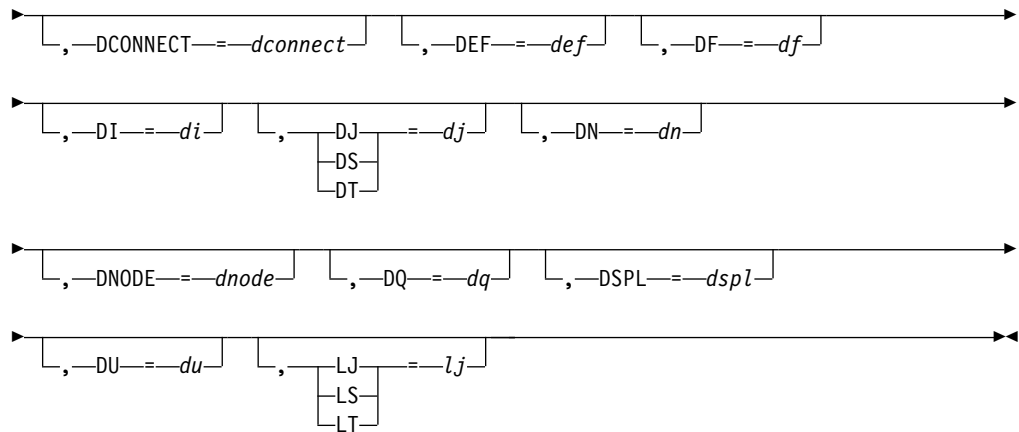 ,—DCONNECT—=—dconnect ,—DEF—=—def ,—DF—=—df
,—DI—=—di ,—DJ—=—dj ,—DN—=—dn
DS
DT
,—DNODE—=—dnode ,—DQ—=—dq ,—DSPL—=—dspl
,—DU—=—du ,—LJ—=—lj
LS
LT